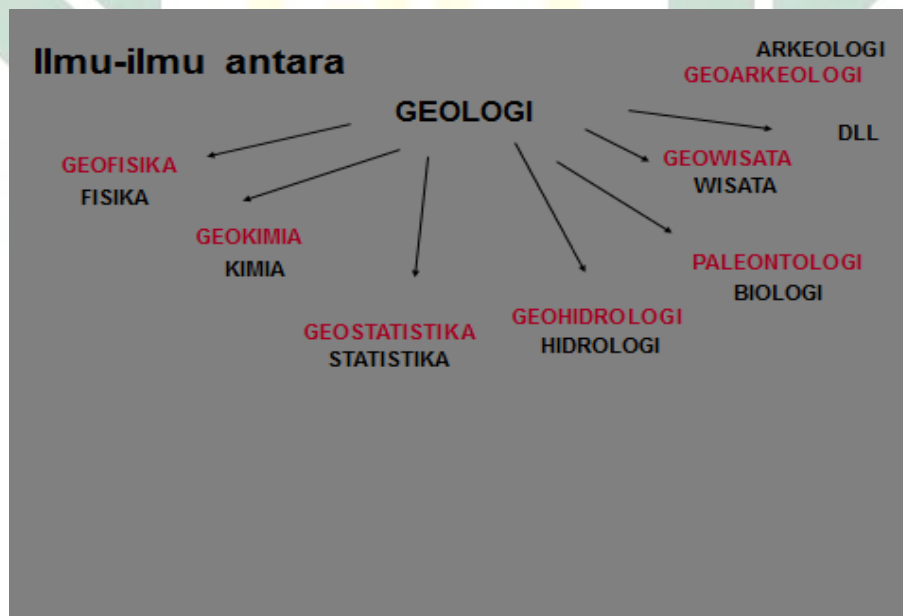 Ilmu-ilmu antara
ARKEOLOGI
GEOARKEOLOGI
GEOLOGI
DLL
GEOFISIKA
FISIKA
GEOWISATA
WISATA
GEOKIMIA
KIMIA
PALEONTOLOGI
BIOLOGI
GEOSTATISTIKA
STATISTIKA
GEOHIDROLOGI
HIDROLOGI